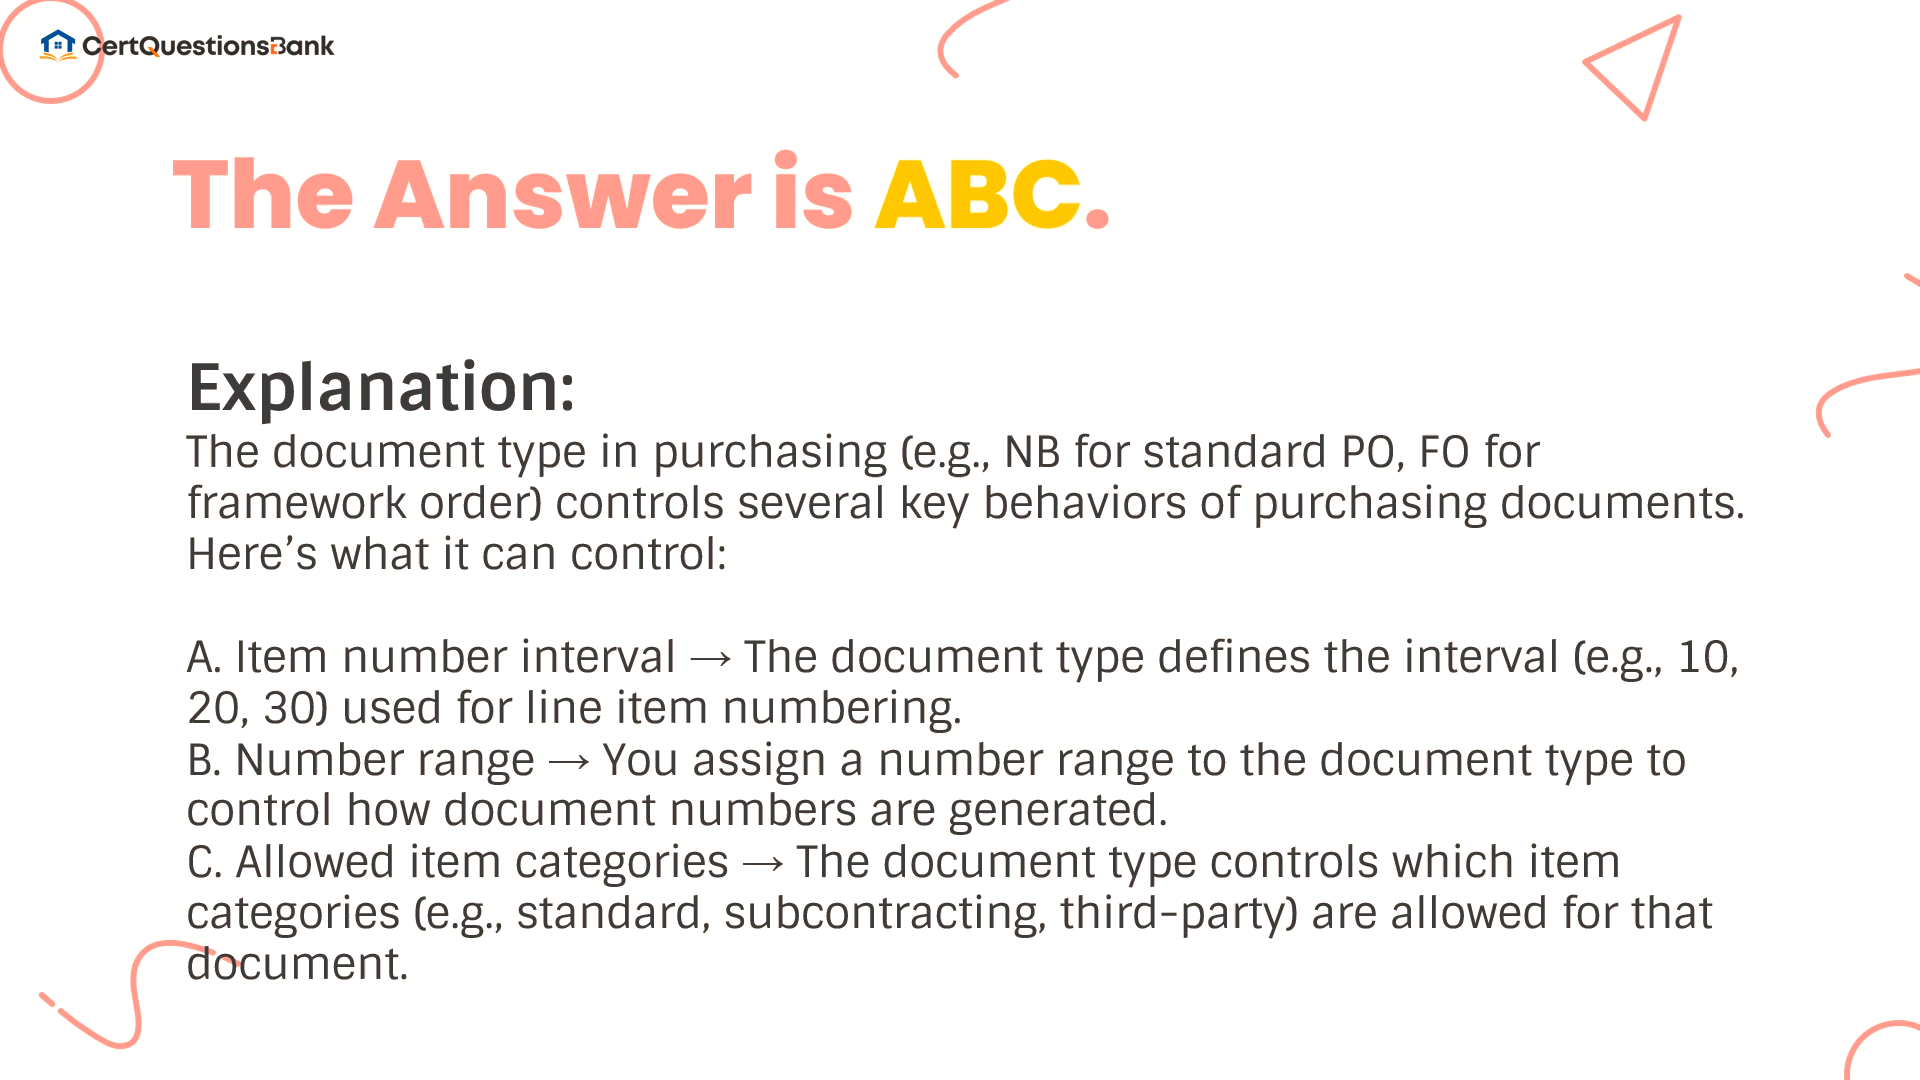 CertQuestionsBank
The Answer is ABC.
Explanation:
The document type in purchasing (e.g., NB for standard PO, FO for
framework order) controls several key behaviors of purchasing documents.
Here’s what it can control:
A. Item number interval → The document type defines the interval (e.g., 10,
20, 30) used for line item numbering.
B. Number range → You assign a number range to the document type to
control how document numbers are generated.
C. Allowed item categories → The document type controls which item
categories (e.g., standard, subcontracting, third-party) are allowed for that
document.